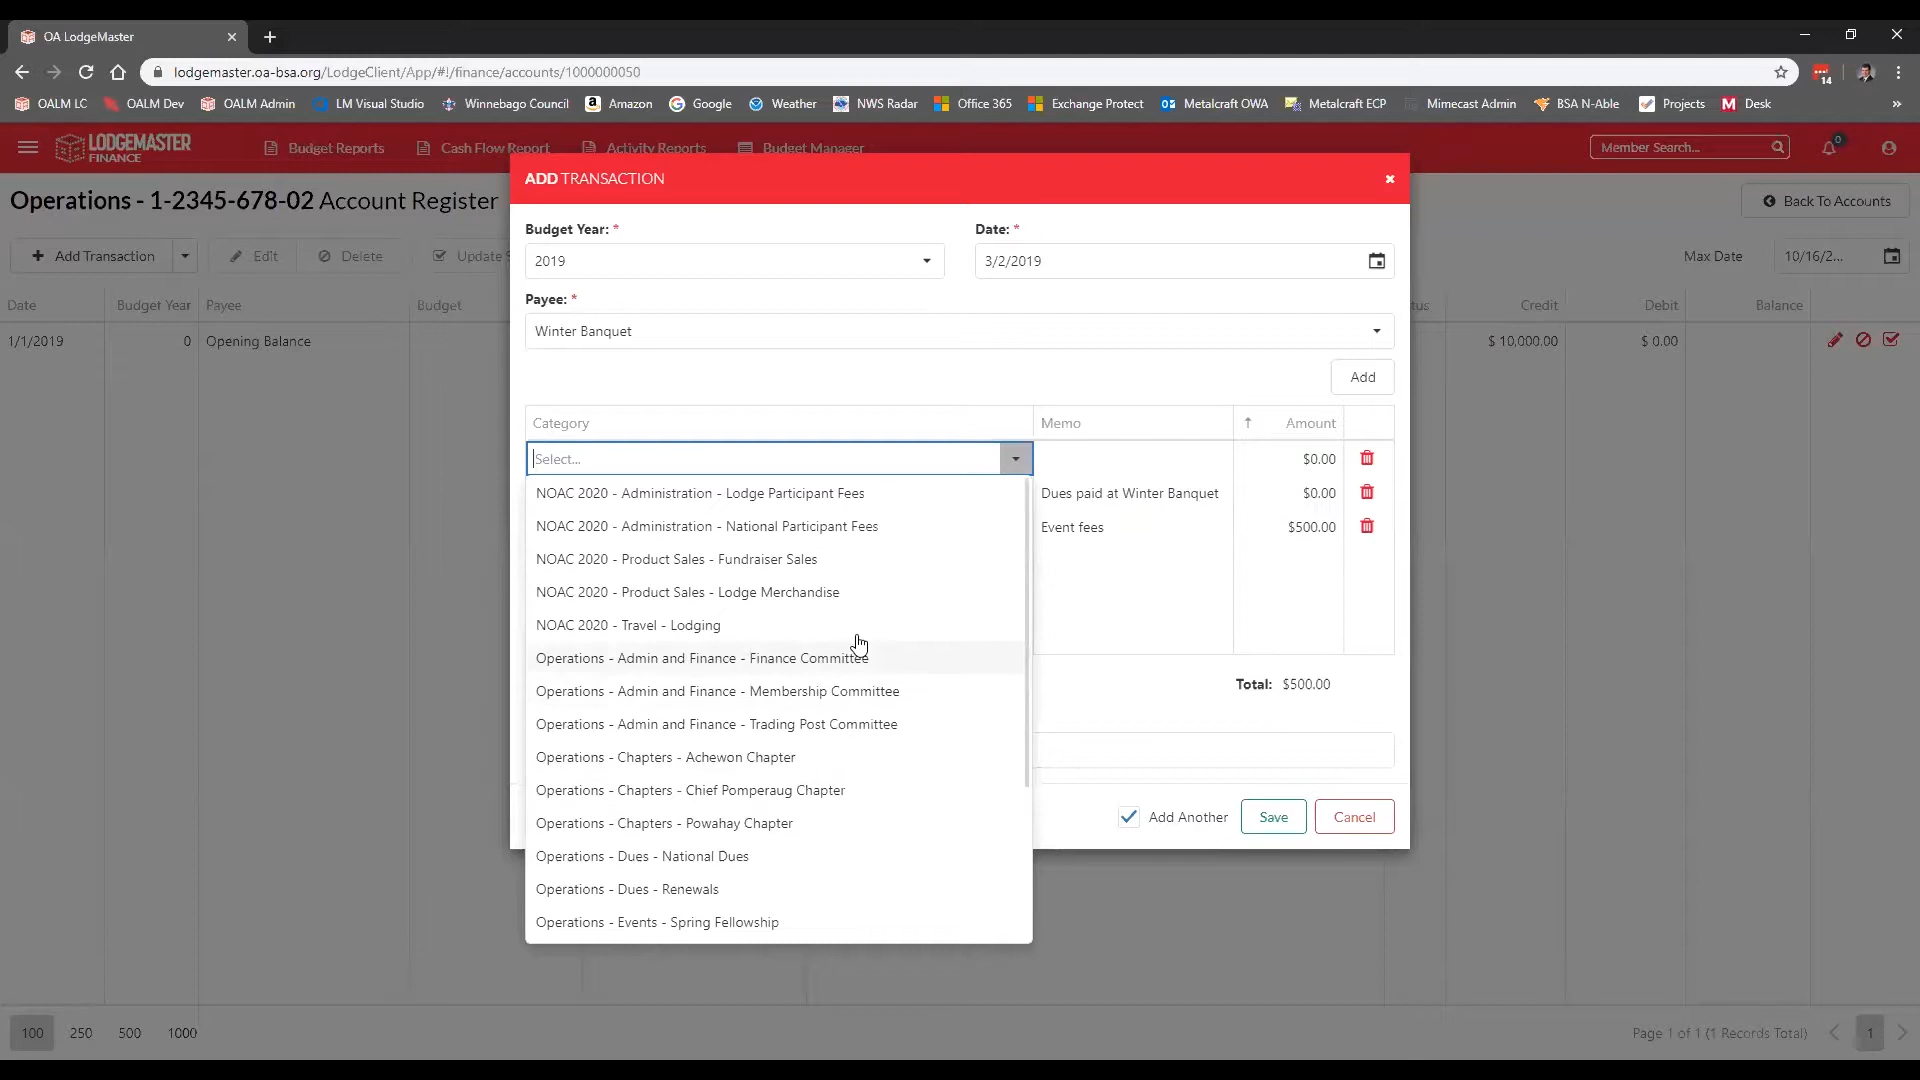 OA LodgeMaster
lodgemaster.oa-bsa.org/LodgeClient/App/#!/finance/accounts/1000000050
14
OALM LC OALM Dev OALM Admin LM Visual Studio Winnebago Council Amazon Google Weather NWS Radar Office 365 Exchange Protect Metalcraft OWA Metalcraft ECP Mimecast Admin BSA N-Able Projects Desk »
LODGEMASTER
FINANCE
Budget Reports Cash Flow Report Activity Reports Budget Manager
Member Search...
0
Operations - 1-2345-678-02 Account Register
Back To Accounts
Add Transaction Edit Delete Update S
Max Date 10/16/2...
Date Budget Year Payee Budget tus Credit Debit Balance
1/1/2019 0 Opening Balance $ 10,000.00 $ 0.00
ADD TRANSACTION
Budget Year: * Date: *
2019 3/2/2019
Payee: *
Winter Banquet
Add
Category Memo Amount
Select... $0.00
NOAC 2020 - Administration - Lodge Participant Fees Dues paid at Winter Banquet $0.00
NOAC 2020 - Administration - National Participant Fees Event fees $500.00
NOAC 2020 - Product Sales - Fundraiser Sales
NOAC 2020 - Product Sales - Lodge Merchandise
NOAC 2020 - Travel - Lodging
Operations - Admin and Finance - Finance Committee
Operations - Admin and Finance - Membership Committee Total: $500.00
Operations - Admin and Finance - Trading Post Committee
Operations - Chapters - Achewon Chapter
Operations - Chapters - Chief Pomperaug Chapter
Operations - Chapters - Powahay Chapter
Add Another Save Cancel
Operations - Dues - National Dues
Operations - Dues - Renewals
Operations - Events - Spring Fellowship
100 250 500 1000
Page 1 of 1 (1 Records Total) 1